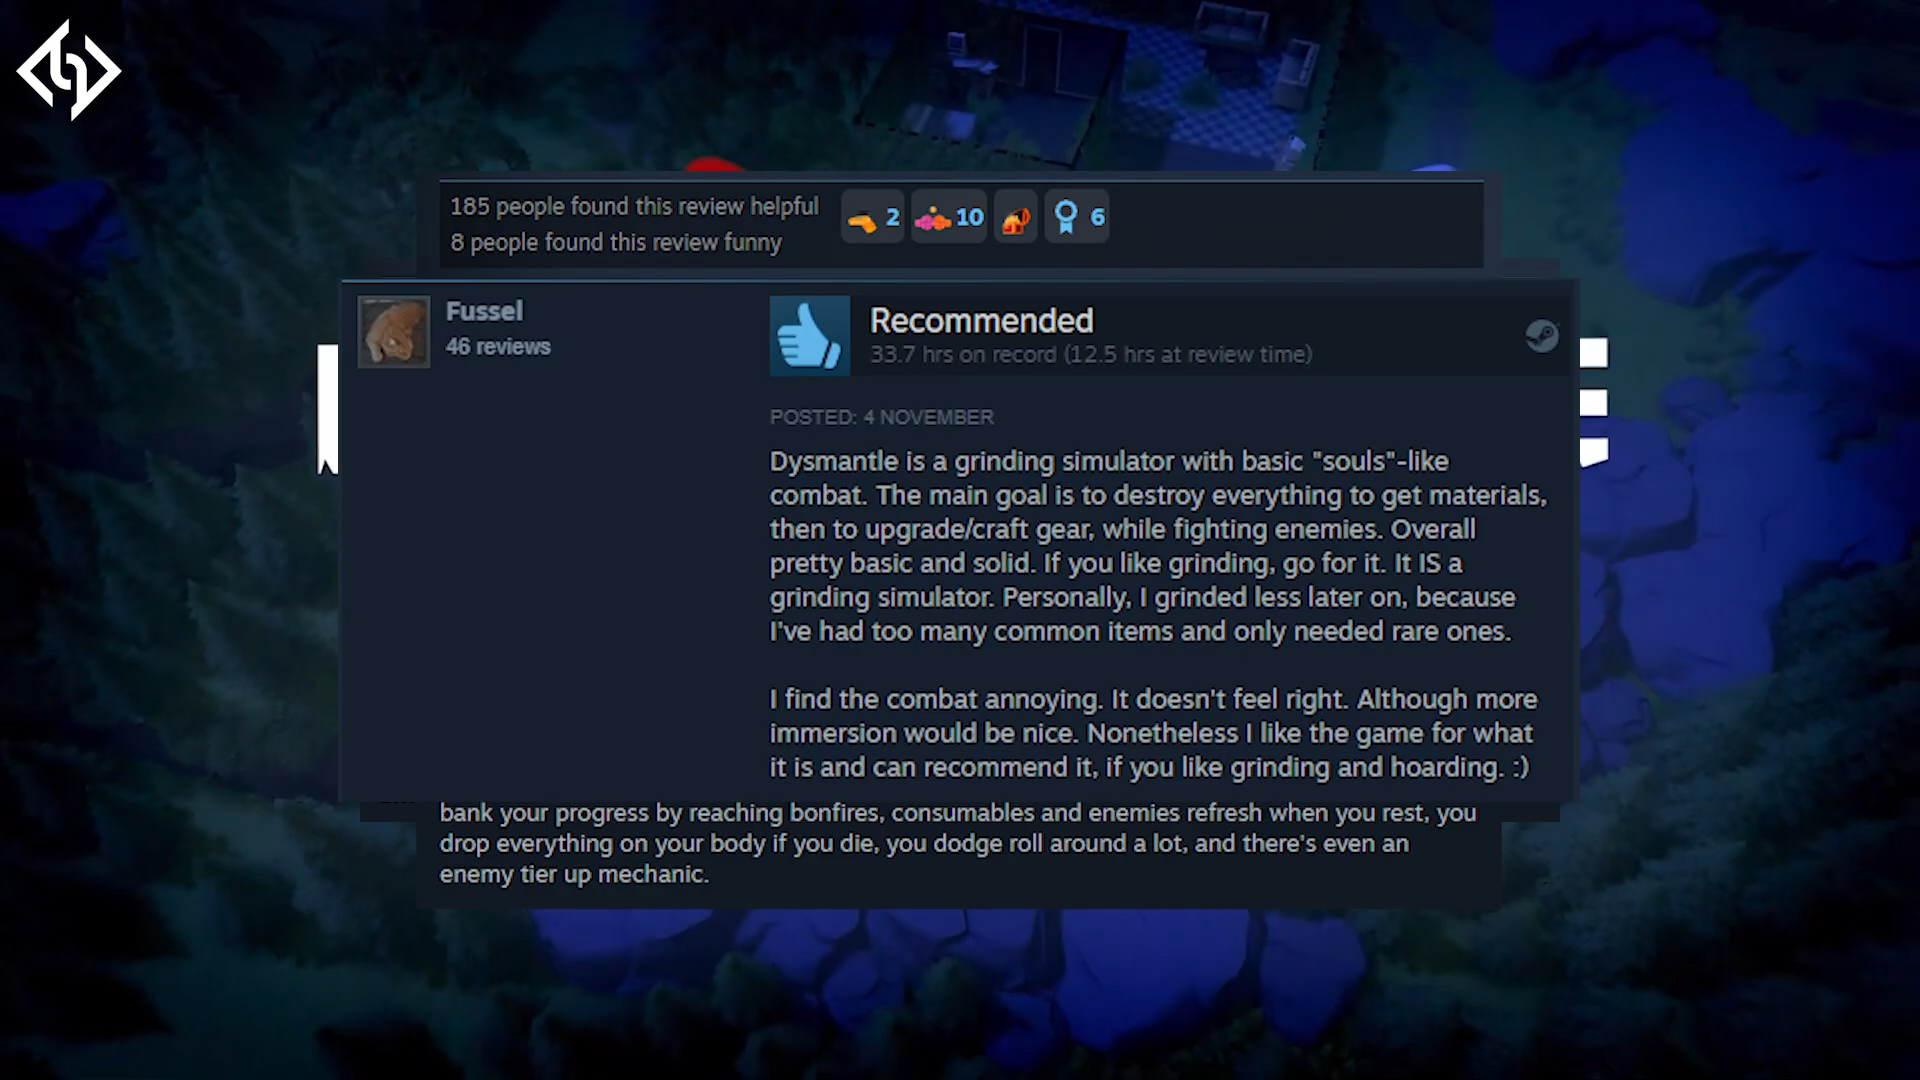 185 people found this review helpful
8 people found this review funny
2
10
6
Fussel
46 reviews
Recommended
33.7 hrs on record (12.5 hrs at review time)
POSTED: 4 NOVEMBER
Dysmantle is a grinding simulator with basic "souls"-like
combat. The main goal is to destroy everything to get materials,
then to upgrade/craft gear, while fighting enemies. Overall
pretty basic and solid. If you like grinding, go for it. It IS a
grinding simulator. Personally, I grinded less later on, because
I've had too many common items and only needed rare ones.
I find the combat annoying. It doesn't feel right. Although more
immersion would be nice. Nonetheless I like the game for what
it is and can recommend it, if you like grinding and hoarding. :)
bank your progress by reaching bonfires, consumables and enemies refresh when you rest, you
drop everything on your body if you die, you dodge roll around a lot, and there's even an
enemy tier up mechanic.